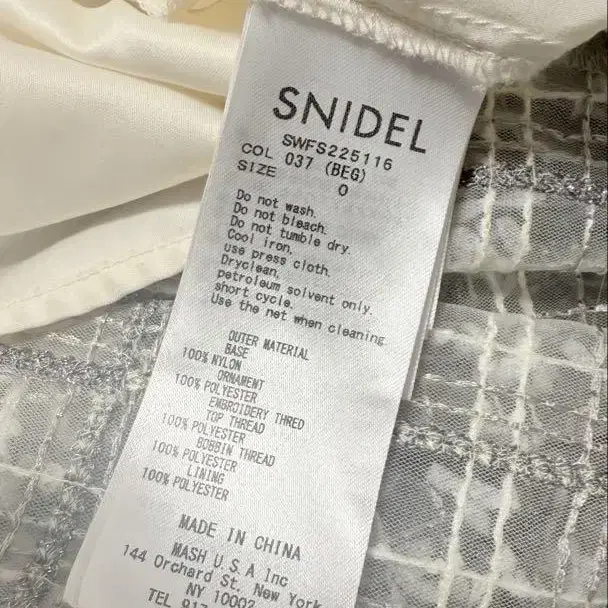 SNIDEL
SWFS225116
COL 037 (BEG)
SIZE 0
Do not wash.
Do not bleach.
Do not tumble dry.
Cool iron.
use press cloth.
Dryclean,
petroleum solvent only.
short cycle.
Use the net when cleaning.
OUTER MATERIAL
BASE
100% NYLON
ORNAMENT
100% POLYESTER
EMBROIDERY THRED
TOP THREAD
100% POLYESTER
BOBBIN THREAD
100% POLYESTER
LINING
100% POLYESTER
MADE IN CHINA
MASH U.S.A Inc
144 Orchard St. New York
NY 10002
TEL